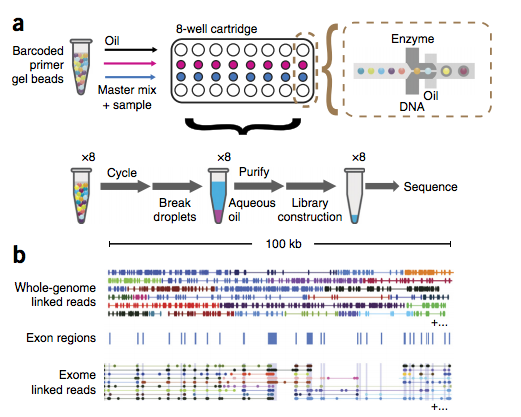 a
8-well cartridge
Barcoded
primer
gel beads
Oil
Master mix
+ sample
Enzyme
Oil
DNA
×8
×8
×8
Cycle
Purify
Break
droplets
Aqueous
oil
Library
construction
Sequence
b
100 kb
Whole-genome
linked reads
+...
Exon regions
Exome
linked reads
+...